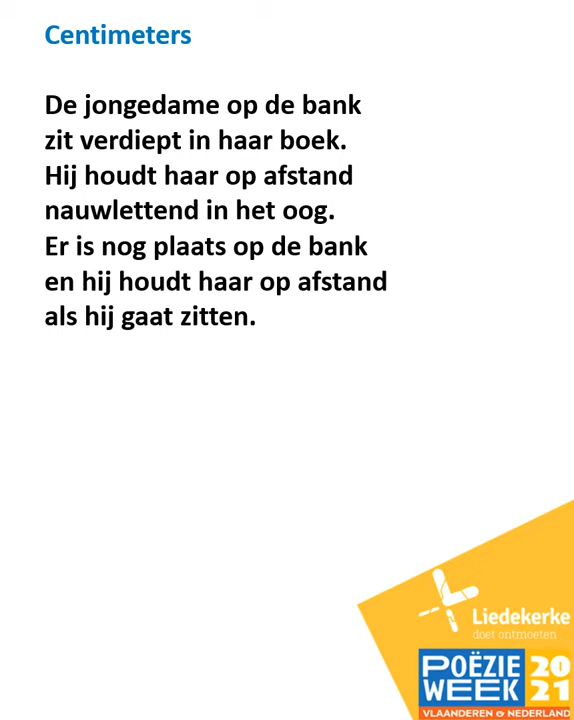 Centimeters
De jongedame op de bank
zit verdiept in haar boek.
Hij houdt haar op afstand
nauwlettend in het oog.
Er is nog plaats op de bank
en hij houdt haar op afstand
als hij gaat zitten.
Liedekerke
doet ontmoeten
POËZIE
WEEK
20
21
VLAANDEREN & NEDERLAND